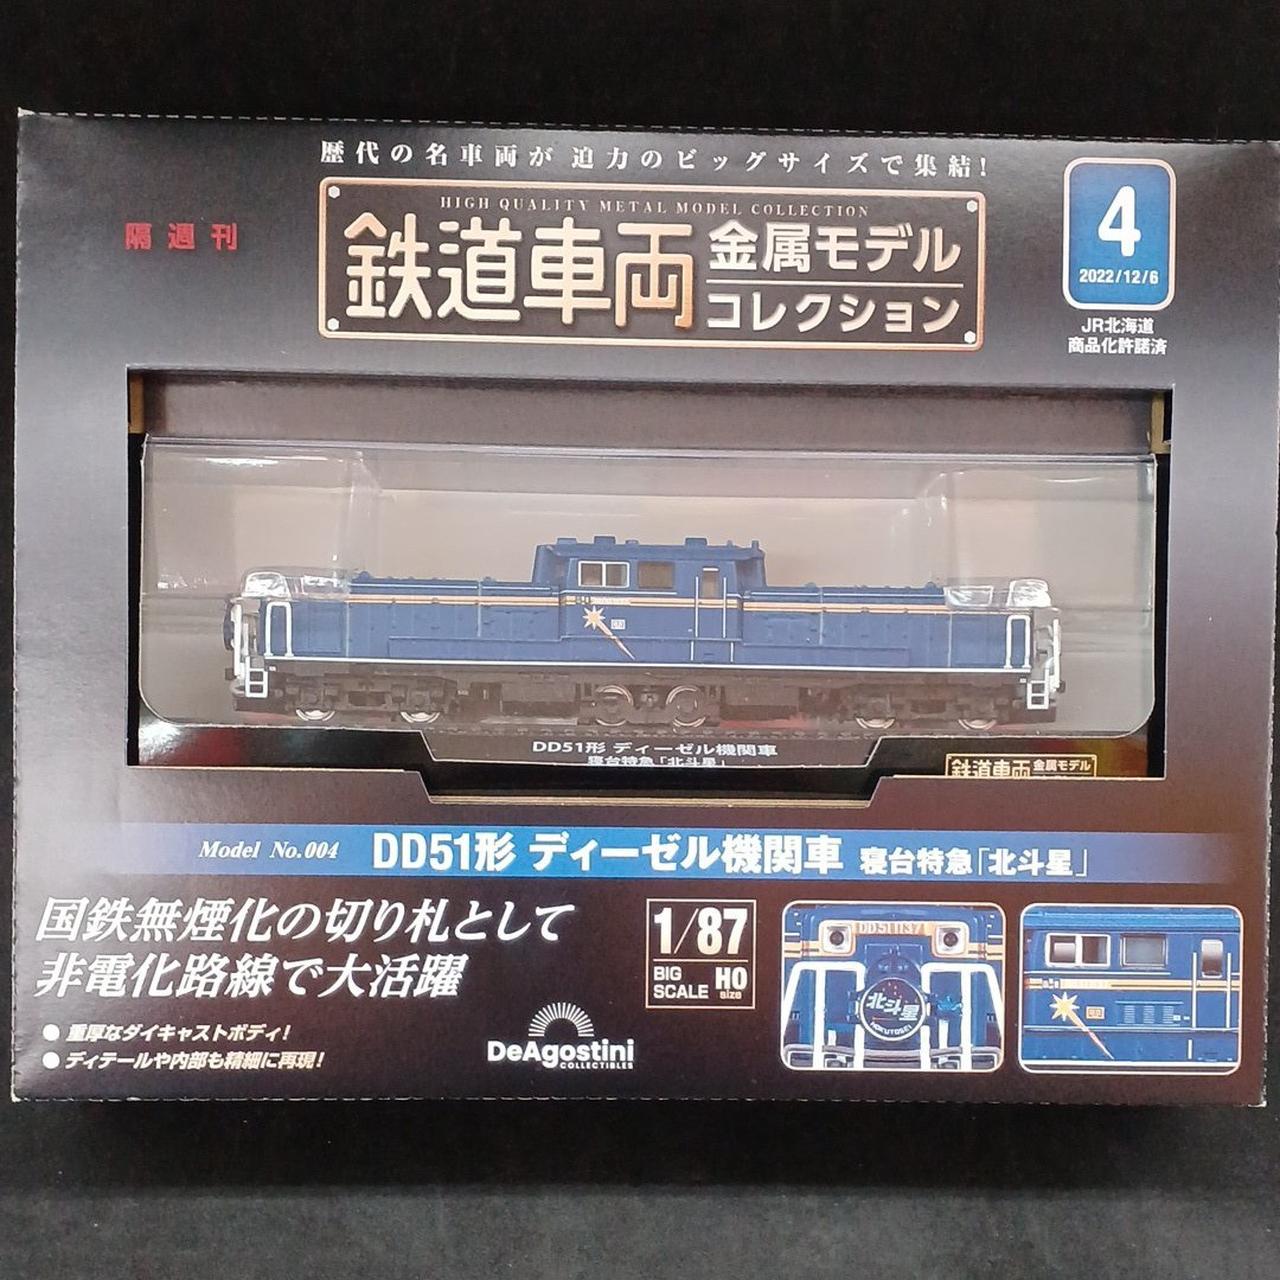 歴代の名車両が迫力のビッグサイズで集結!
隔週刊
HIGH QUALITY METAL MODEL COLLECTION
鉄道車両 金属モデル
コレクション
4
2022/12/6
JR北海道
商品化許諾済
DD51形 ディーゼル機関車
寝台特急「北斗星」
鉄道車両 金属モデル
Model No.004 DD51形 ディーゼル機関車 寝台特急「北斗星」
国鉄無煙化の切り札として
非電化路線で大活躍
● 重厚なダイキャストボディ!
● ディテールや内部も精細に再現!
DeAgostini
COLLECTIBLES
1/87
BIG SCALE HO size
DD51 1137
北斗星
HOKUTOSEI